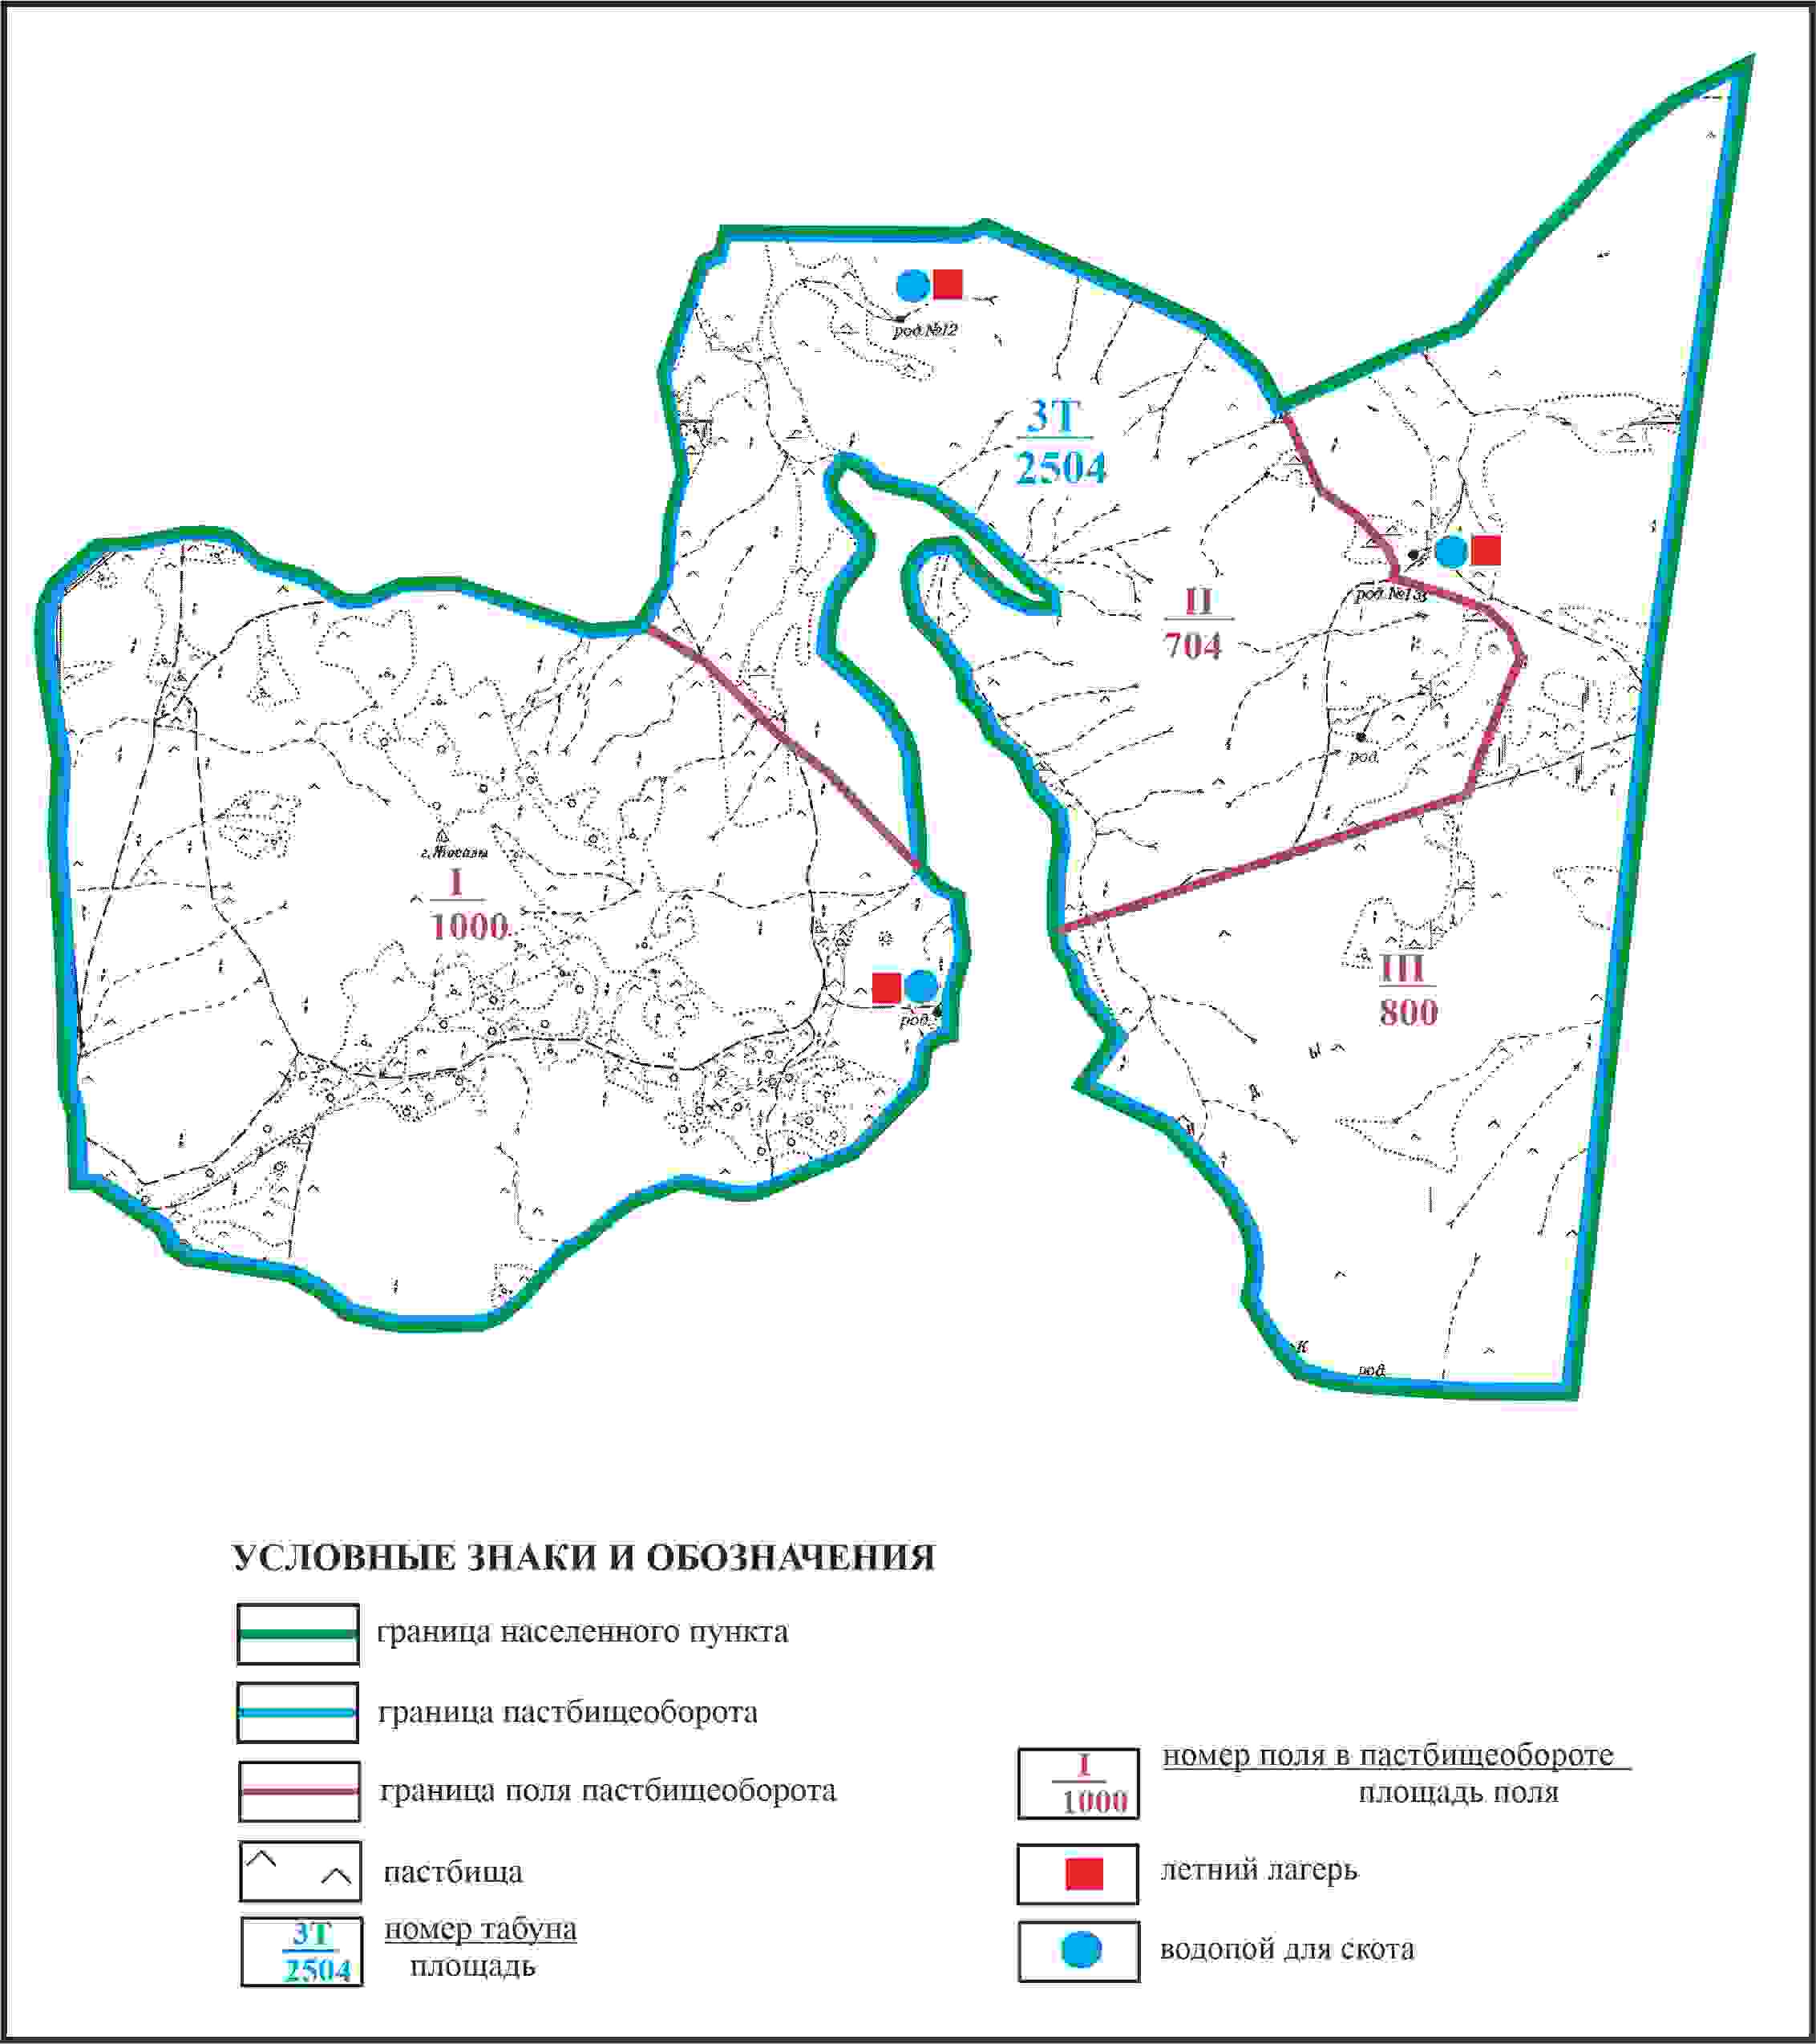 род.№12
3Т
2504
род.№13
II
704
род.
г.Жосалы
I
1000
III
800
род.
Ы
А
К
род.
УСЛОВНЫЕ ЗНАКИ И ОБОЗНАЧЕНИЯ
граница населенного пункта
граница пастбищеоборота
граница поля пастбищеоборота
пастбища
3Т
2504
номер табуна
площадь
I
1000
номер поля в пастбищеобороте
площадь поля
летний лагерь
водопой для скота